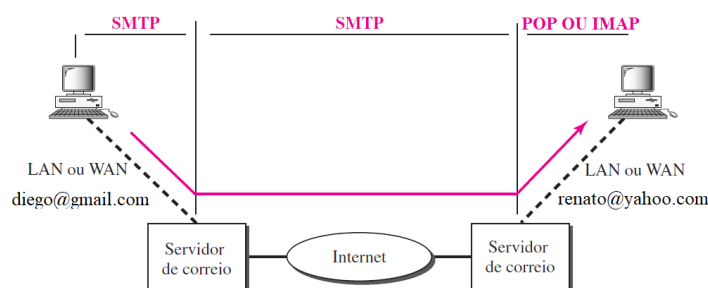 SMTP
SMTP
POP OU IMAP
LAN ou WAN
diego@gmail.com
LAN ou WAN
renato@yahoo.com
Servidor
de correio
Internet
Servidor
de correio